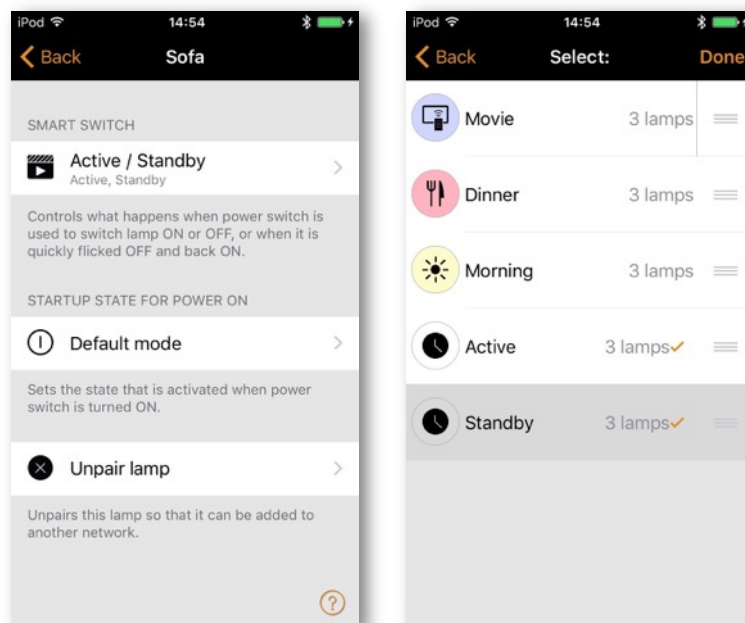 iPod 14:54
Back Sofa
SMART SWITCH
Active / Standby
Active, Standby
Controls what happens when power switch is
used to switch lamp ON or OFF, or when it is
quickly flicked OFF and back ON.
STARTUP STATE FOR POWER ON
Default mode
Sets the state that is activated when power
switch is turned ON.
Unpair lamp
Unpairs this lamp so that it can be added to
another network.
?
iPod 14:54
Back Select: Done
Movie 3 lamps
Dinner 3 lamps
Morning 3 lamps
Active 3 lamps
Standby 3 lamps